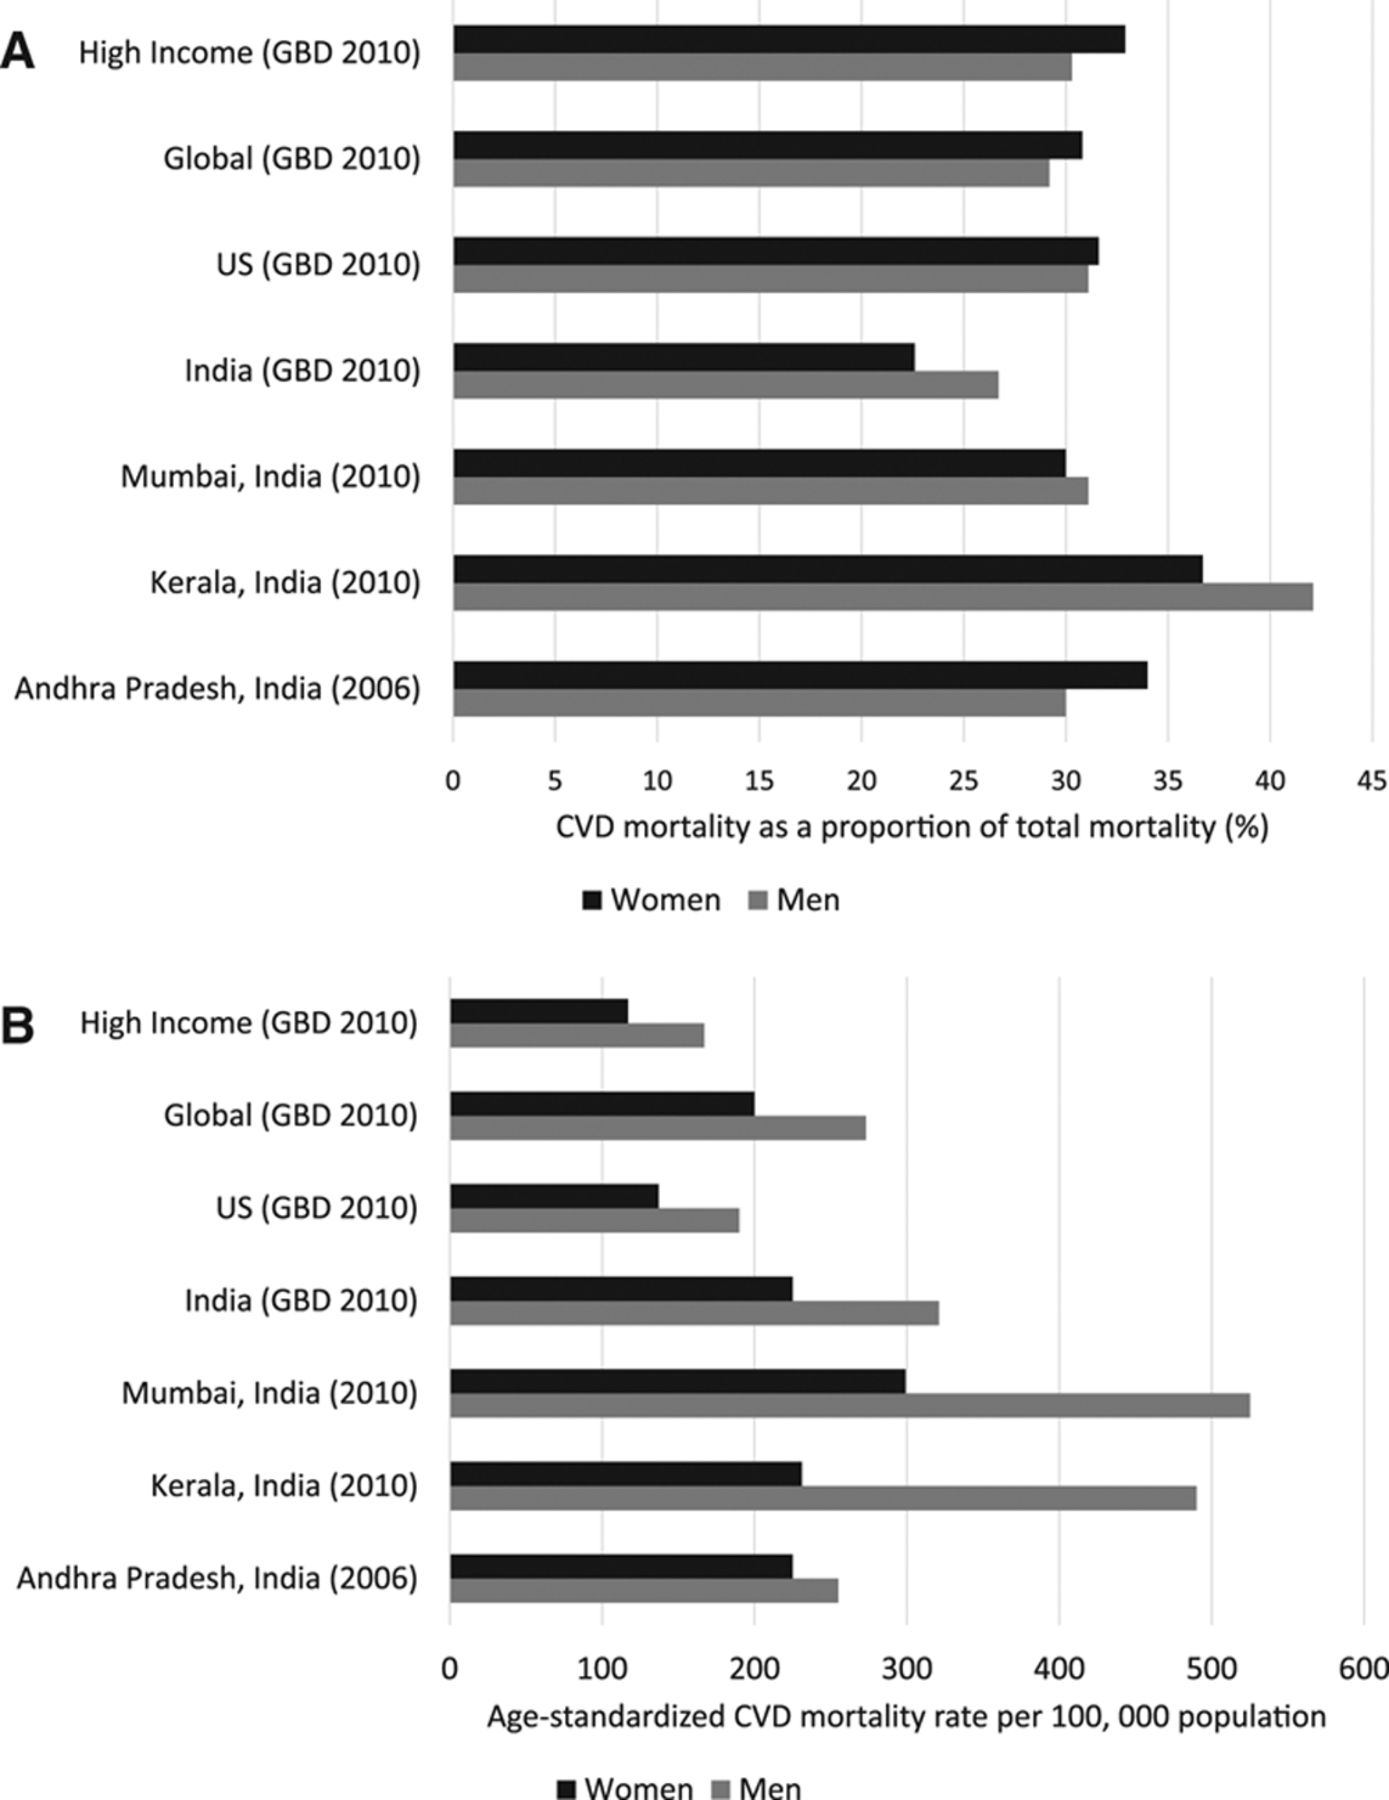 A
High Income (GBD 2010)
Global (GBD 2010)
US (GBD 2010)
India (GBD 2010)
Mumbai, India (2010)
Kerala, India (2010)
Andhra Pradesh, India (2006)
0 5 10 15 20 25 30 35 40 45
CVD mortality as a proportion of total mortality (%)
Women Men
B
High Income (GBD 2010)
Global (GBD 2010)
US (GBD 2010)
India (GBD 2010)
Mumbai, India (2010)
Kerala, India (2010)
Andhra Pradesh, India (2006)
0 100 200 300 400 500 600
Age-standardized CVD mortality rate per 100, 000 population
Women Men